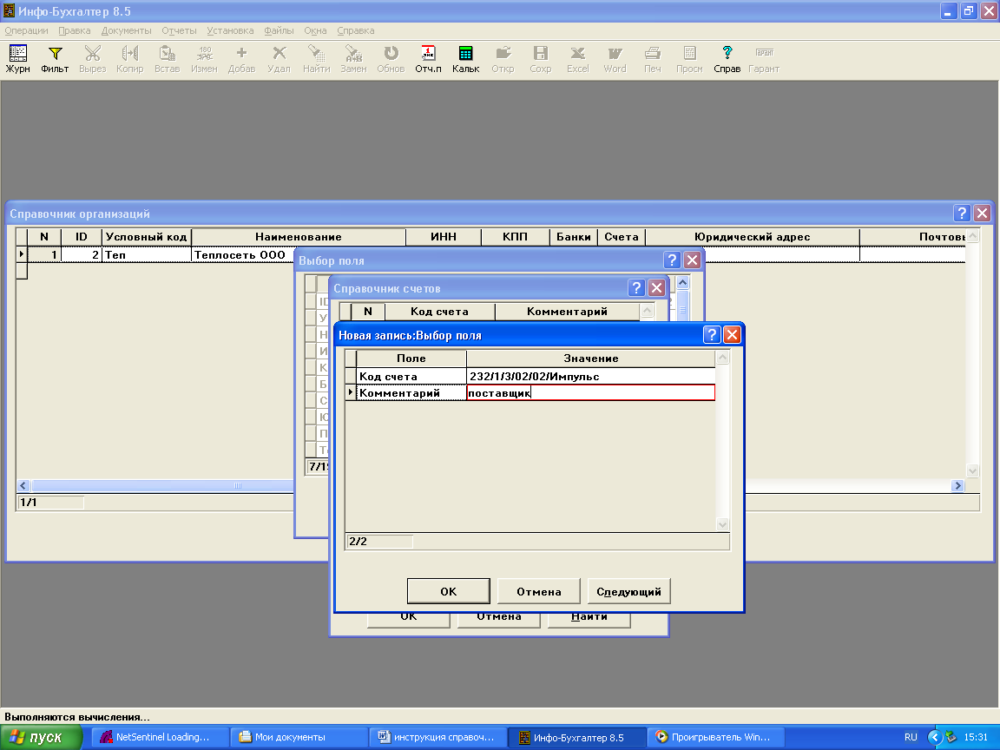 Инфо-Бухгалтер 8.5
Операции Правка Документы Отчеты Установка Файлы Окна Справка
Журн Фильт Вырез Копир Встав Измен Добав Удал Найти Замен Обнов Отч.п Кальк Откр Сохр Excel Word Печ Просм Справ Гарант
Справочник организаций
N ID Условный код Наименование ИНН КПП Банки Счета Юридический адрес Почтовы
1 2 Теп Теплосеть ООО
Выбор поля
Справочник счетов
N Код счета Комментарий
Новая запись:Выбор поля
Поле Значение
Код счета 232/1/3/02/02/Импульс
Комментарий поставщик
ID
У
Н
И
К
Б
С
Ю
П
Те
7/1
1/1
2/2
ОК Отмена Следующий
ОК Отмена Найти
Выполняются вычисления...
пуск NetSentinel Loading... Мои документы инструкция справоч... Инфо-Бухгалтер 8.5 Проигрыватель Win... RU 15:31